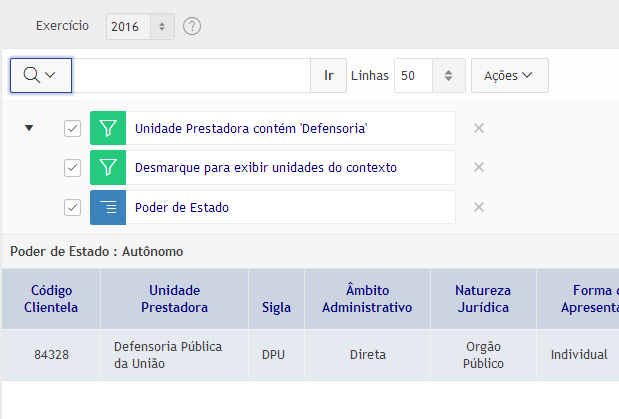 Exercício 2016 ?
Ir Linhas 50 Ações
Unidade Prestadora contém 'Defensoria'
Desmarque para exibir unidades do contexto
Poder de Estado
Poder de Estado : Autônomo
Código Clientela
Unidade Prestadora
Sigla
Âmbito Administrativo
Natureza Jurídica
Forma
Apresenta
84328
Defensoria Pública
da União
DPU
Direta
Orgão
Público
Individual